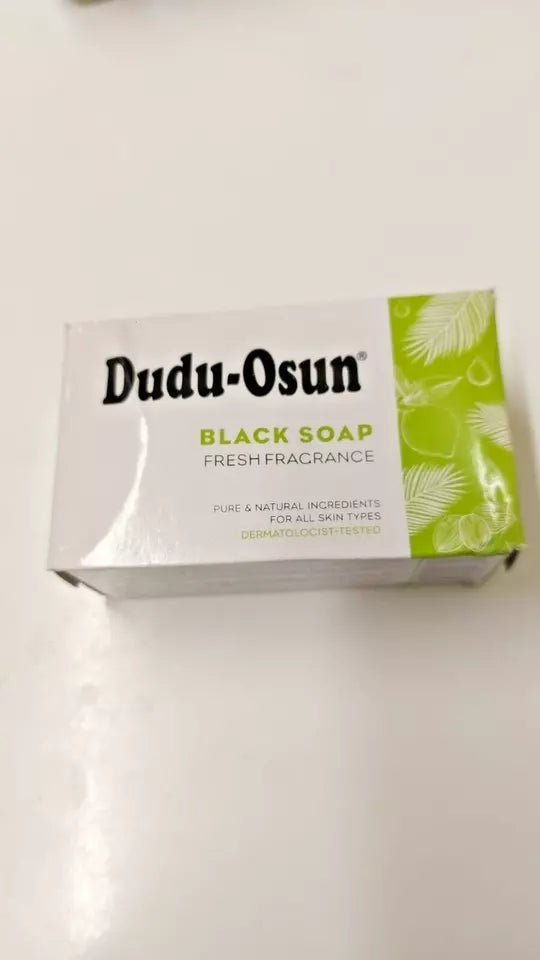 Dudu-Osun®
BLACK SOAP
FRESH FRAGRANCE
PURE & NATURAL INGREDIENTS
FOR ALL SKIN TYPES
DERMATOLOGIST-TESTED